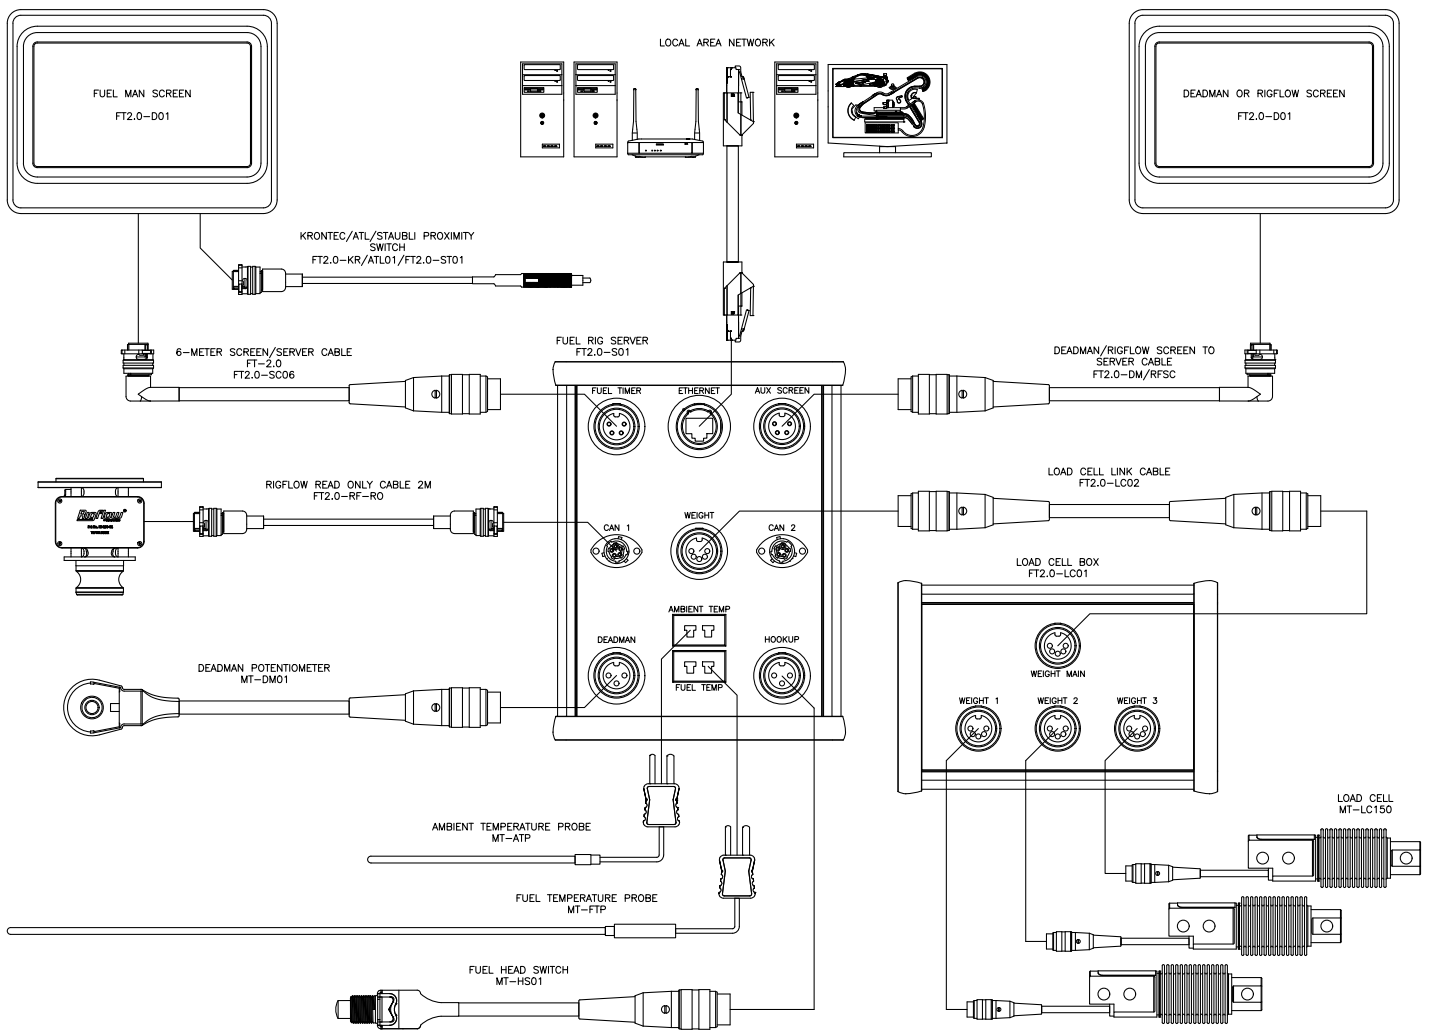 LOCAL AREA NETWORK
FUEL MAN SCREEN
FT2.0-D01
DEADMAN OR RIGFLOW SCREEN
FT2.0-D01
KRONTEC/ATL/STAUBLI PROXIMITY
SWITCH
FT2.0-KR/ATL01/FT2.0-ST01
6-METER SCREEN/SERVER CABLE
FT-2.0
FT2.0-SC06
FUEL RIG SERVER
FT2.0-S01
DEADMAN/RIGFLOW SCREEN TO
SERVER CABLE
FT2.0-DM/RFSC
FUEL TIMER
ETHERNET
AUX SCREEN
RIGFLOW READ ONLY CABLE 2M
FT2.0-RF-RO
Rigflow
LOAD CELL LINK CABLE
FT2.0-LC02
CAN 1
WEIGHT
CAN 2
LOAD CELL BOX
FT2.0-LC01
AMBIENT TEMP
DEADMAN
HOOKUP
FUEL TEMP
DEADMAN POTENTIOMETER
MT-DM01
WEIGHT MAIN
WEIGHT 1
WEIGHT 2
WEIGHT 3
LOAD CELL
MT-LC150
AMBIENT TEMPERATURE PROBE
MT-ATP
FUEL TEMPERATURE PROBE
MT-FTP
FUEL HEAD SWITCH
MT-HS01